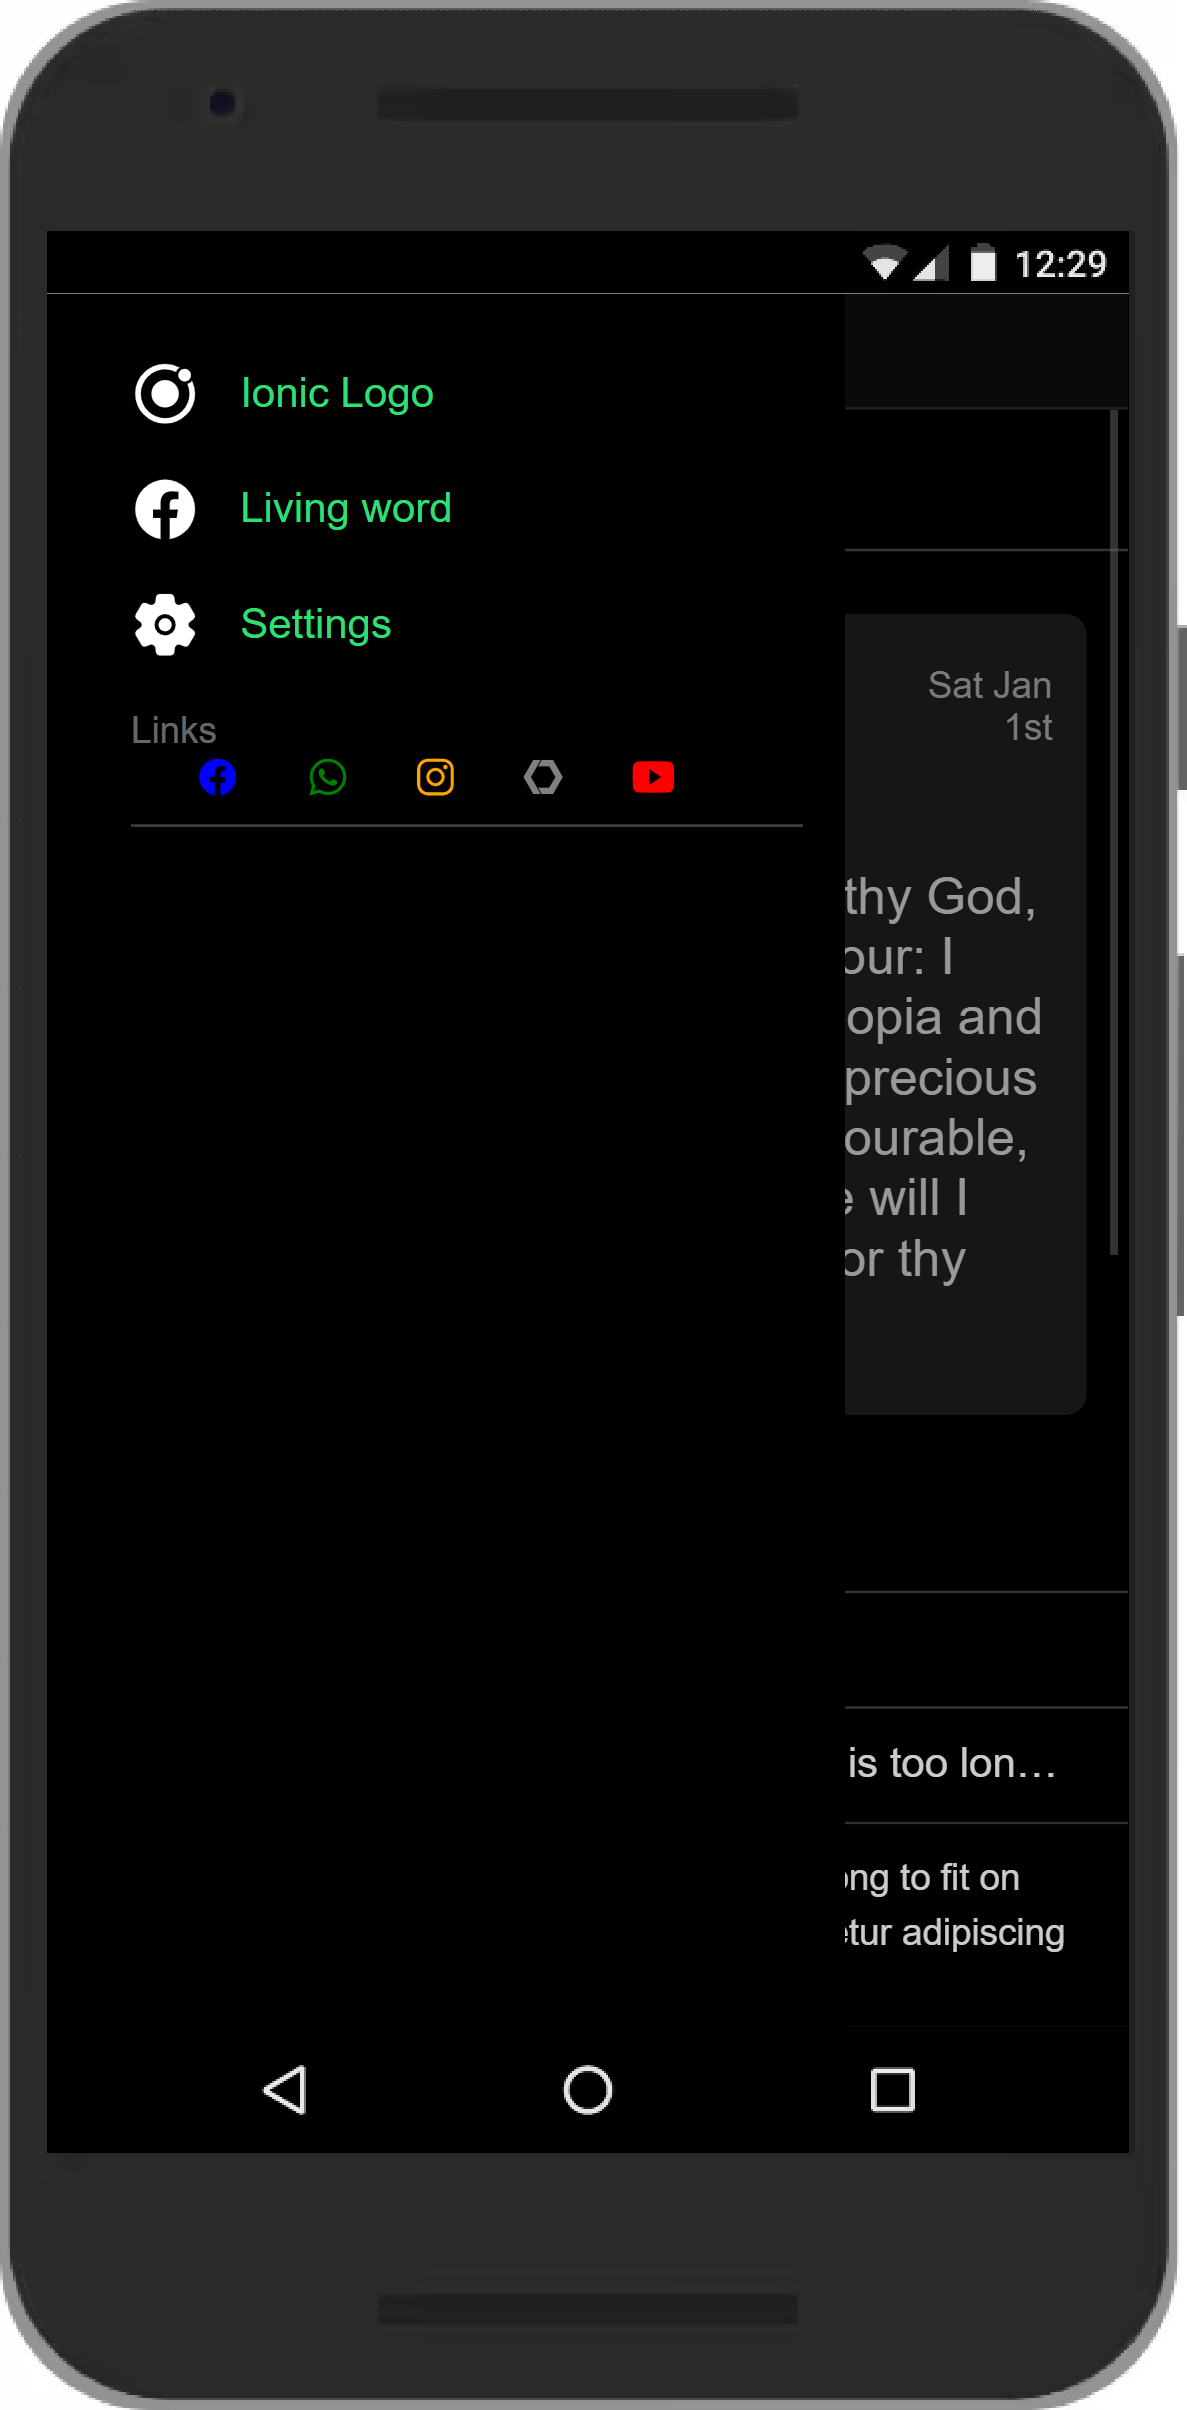 12:29
Ionic Logo
Living word
Settings
Links
Sat Jan
1st
thy God,
our: I
opia and
precious
ourable,
will I
or thy
is too lon…
ng to fit on
tur adipiscing